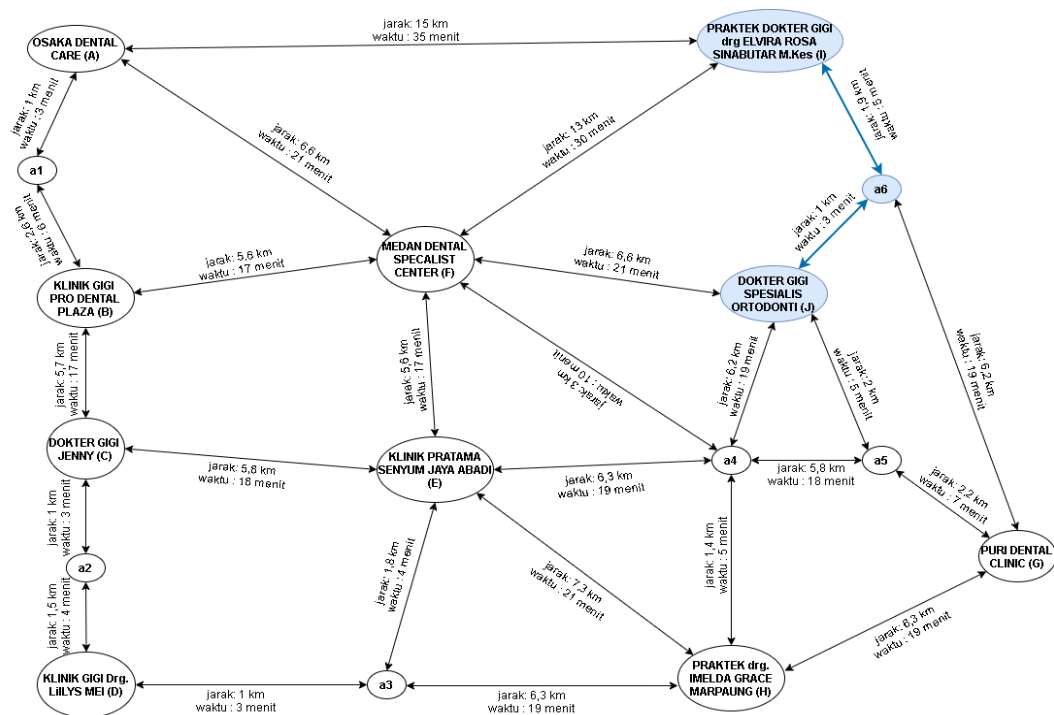 jarak: 15 km
waktu : 35 menit
OSAKA DENTAL
CARE (A)
PRAKTEK DOKTER GIGI
drg ELVIRA ROSA
SINABUTAR M.Kes (I)
jarak: 1 km
waktu : 3 menit
jarak: 6,6 km
waktu : 21 menit
jarak: 13 km
waktu : 30 menit
jarak: 1,9 km
waktu : 5 menit
a1
a6
jarak: 2,6 km
waktu : 6 menit
jarak: 1 km
waktu : 3 menit
MEDAN DENTAL
SPECALIST
CENTER (F)
jarak: 5,6 km
waktu : 17 menit
jarak: 6,6 km
waktu : 21 menit
KLINIK GIGI
PRO DENTAL
PLAZA (B)
DOKTER GIGI
SPESIALIS
ORTODONTI (J)
jarak: 5,7 km
waktu : 17 menit
jarak: 5,6 km
waktu : 17 menit
jarak: 3 km
waktu : 10 menit
jarak: 6,2 km
waktu : 19 menit
jarak: 2 km
waktu : 5 menit
jarak: 6,2 km
waktu : 19 menit
DOKTER GIGI
JENNY (C)
jarak: 5,8 km
waktu : 18 menit
KLINIK PRATAMA
SENYUM JAYA ABADI
(E)
jarak: 6,3 km
waktu : 19 menit
a4
jarak: 5,8 km
waktu : 18 menit
a5
jarak: 2,2 km
waktu : 7 menit
jarak: 1 km
waktu : 3 menit
a2
jarak: 1,8 km
waktu : 4 menit
jarak: 7,3 km
waktu : 21 menit
jarak: 1,4 km
waktu : 5 menit
PURI DENTAL
CLINIC (G)
jarak: 1,5 km
waktu : 4 menit
jarak: 6,3 km
waktu : 19 menit
KLINIK GIGI Drg.
LiILYS MEI (D)
jarak: 1 km
waktu : 3 menit
a3
jarak: 6,3 km
waktu : 19 menit
PRAKTEK drg.
IMELDA GRACE
MARPAUNG (H)